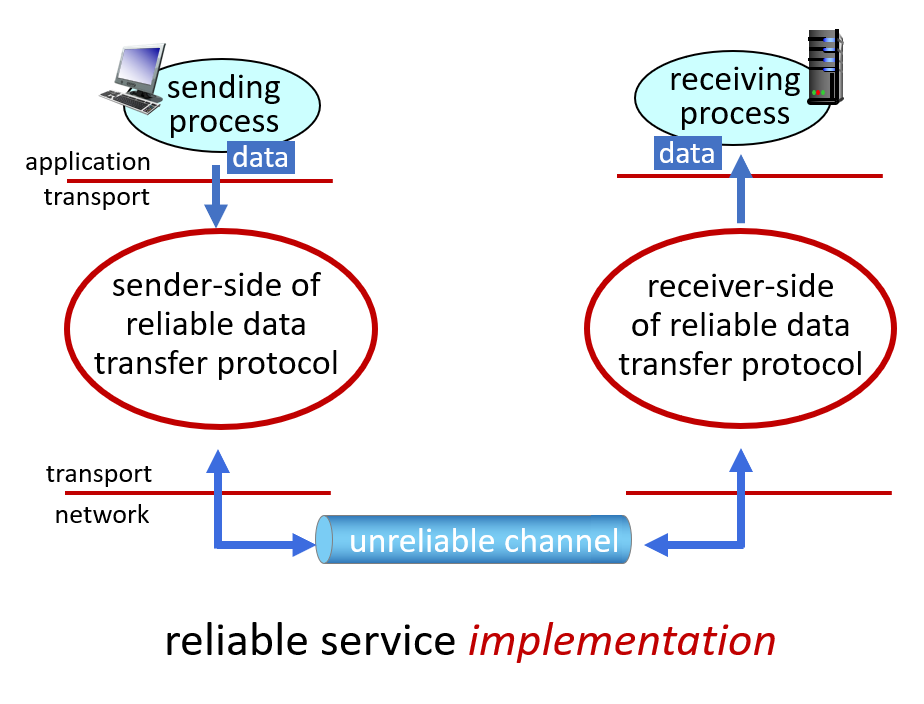 sending
process
data
receiving
process
data
application
transport
sender-side of
reliable data
transfer protocol
receiver-side
of reliable data
transfer protocol
transport
network
unreliable channel
reliable service implementation